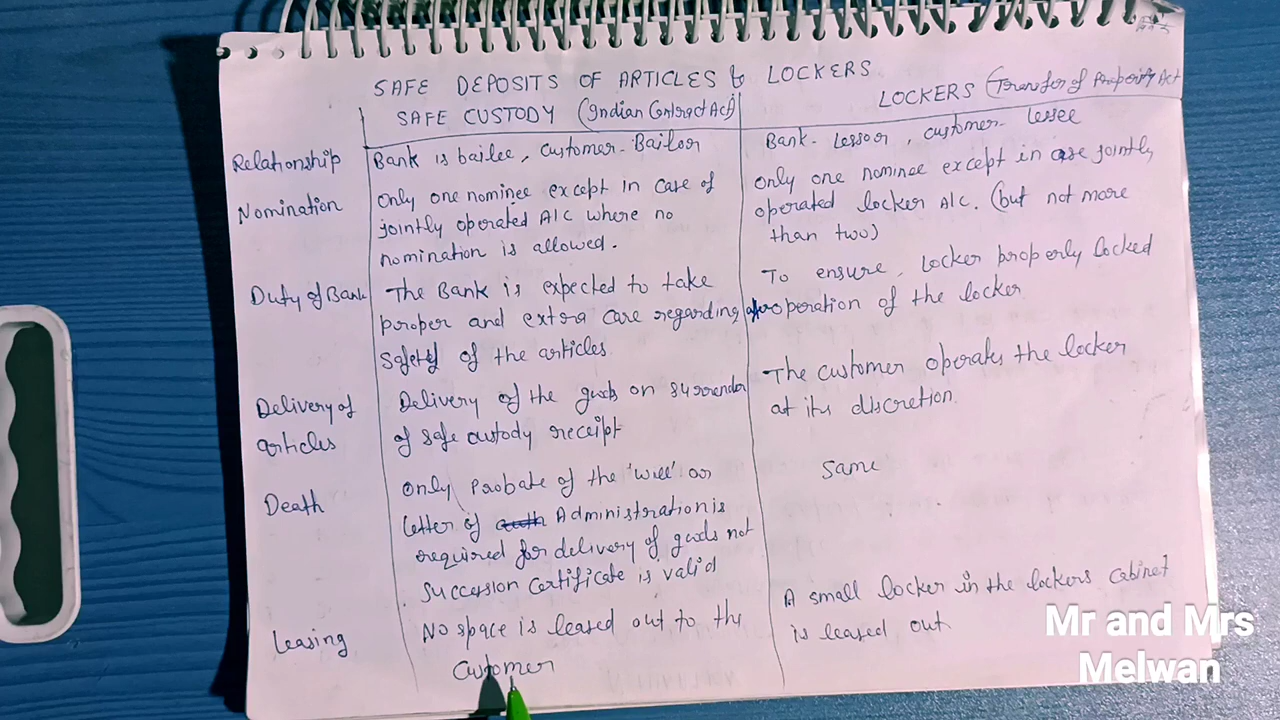 SAFE DEPOSITS OF ARTICLES & LOCKERS
SAFE CUSTODY (Indian Contract Act)
LOCKERS (Transfer of Property Act
Relationship
Bank is bailee, Customer-Bailor
Bank- Lessor, customer- lessee
Nomination
Only one nominee except in case of
jointly operated A/C where no
nomination is allowed.
Only one nominee except in case jointly
operated locker A/C. (but not more
than two)
Duty of Bank
The Bank is expected to take
proper and extra care regarding
safety of the articles
To ensure, Locker properly locked
after operation of the locker
Delivery of
articles
Delivery of the goods on surrender
of safe custody receipt
The customer operates the locker
at its discretion.
Death
Only Probate of the 'will' or
letter of Administration is
required for delivery of goods not
Succession Certificate is valid
Same
Leasing
No space is leased out to the
Customer
A small locker in the lockers cabinet
is leased out
Mr and Mrs
Melwan